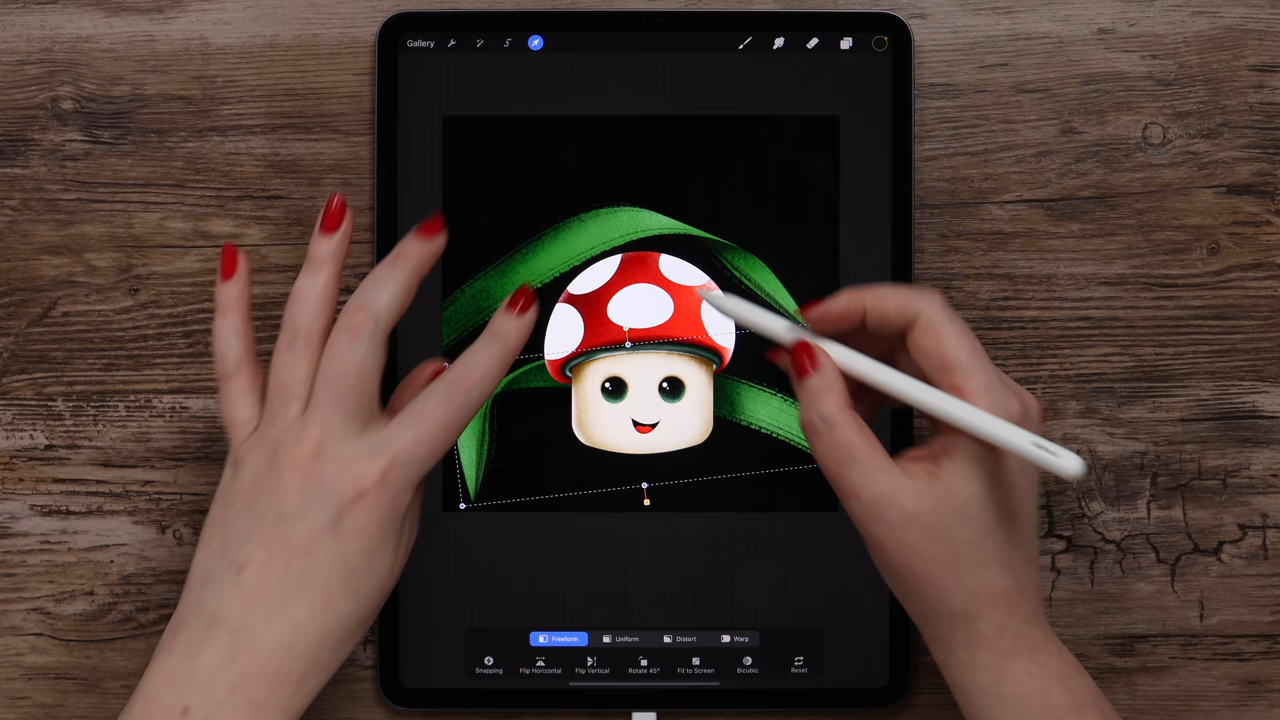 Gallery
Freeform Uniform Distort Warp
Snapping Flip Horizontal Flip Vertical Rotate 45° Fit to Screen Bicubic Reset